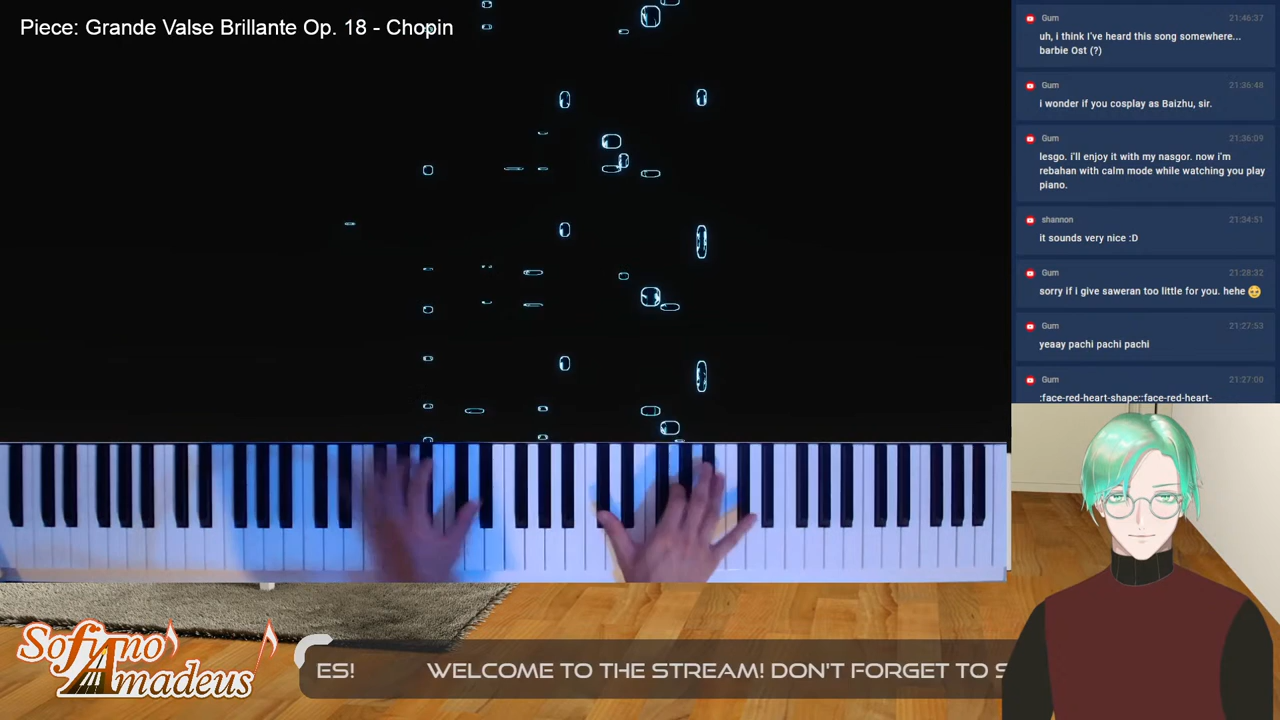 Piece: Grande Valse Brillante Op. 18 - Chopin
Gum 21:46:37
uh, i think I've heard this song somewhere...
barbie Ost (?)
Gum 21:36:48
i wonder if you cosplay as Baizhu, sir.
Gum 21:36:09
lesgo. i'll enjoy it with my nasgor. now i'm
rebahan with calm mode while watching you play
piano.
shannon 21:34:51
it sounds very nice :D
Gum 21:28:32
sorry if i give saweran too little for you. hehe 🥹
Gum 21:27:53
yeaay pachi pachi pachi
Gum 21:27:00
:face-red-heart-shape::face-red-heart-
Sofiano
Amadeus
ES! WELCOME TO THE STREAM! DON'T FORGET TO S